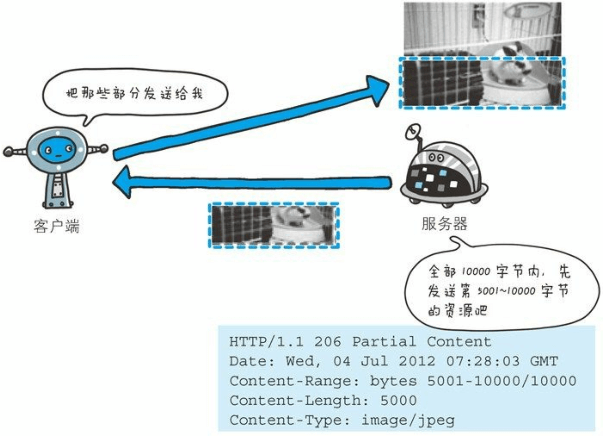 把那些部分发送给我
客户端
服务器
全部 10000 字节内，先
发送第 5001~10000 字节
的资源吧
HTTP/1.1 206 Partial Content
Date: Wed, 04 Jul 2012 07:28:03 GMT
Content-Range: bytes 5001-10000/10000
Content-Length: 5000
Content-Type: image/jpeg